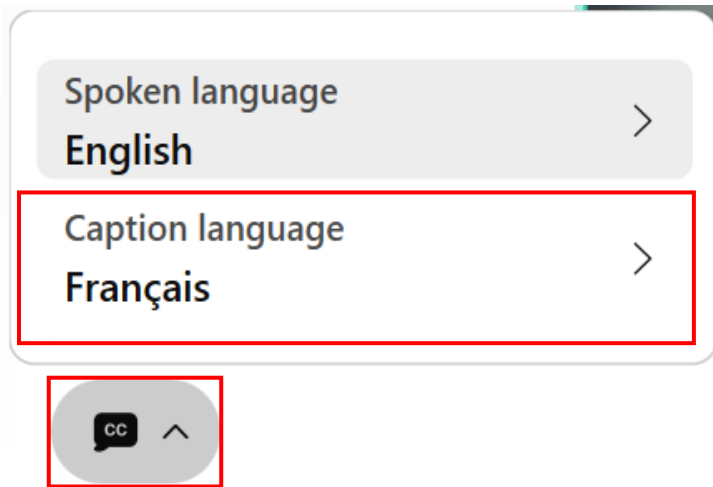 Spoken language
English
Caption language
Français
CC